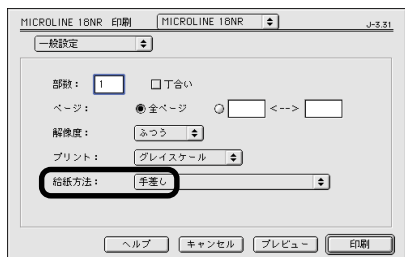 MICROLINE 18NR 印刷 MICROLINE 18NR J-3.31
一般設定
部数： 1 丁合い
ページ： 全ページ <-->
解像度： ふつう
プリント： グレイスケール
給紙方法： 手差し
ヘルプ キャンセル プレビュー 印刷